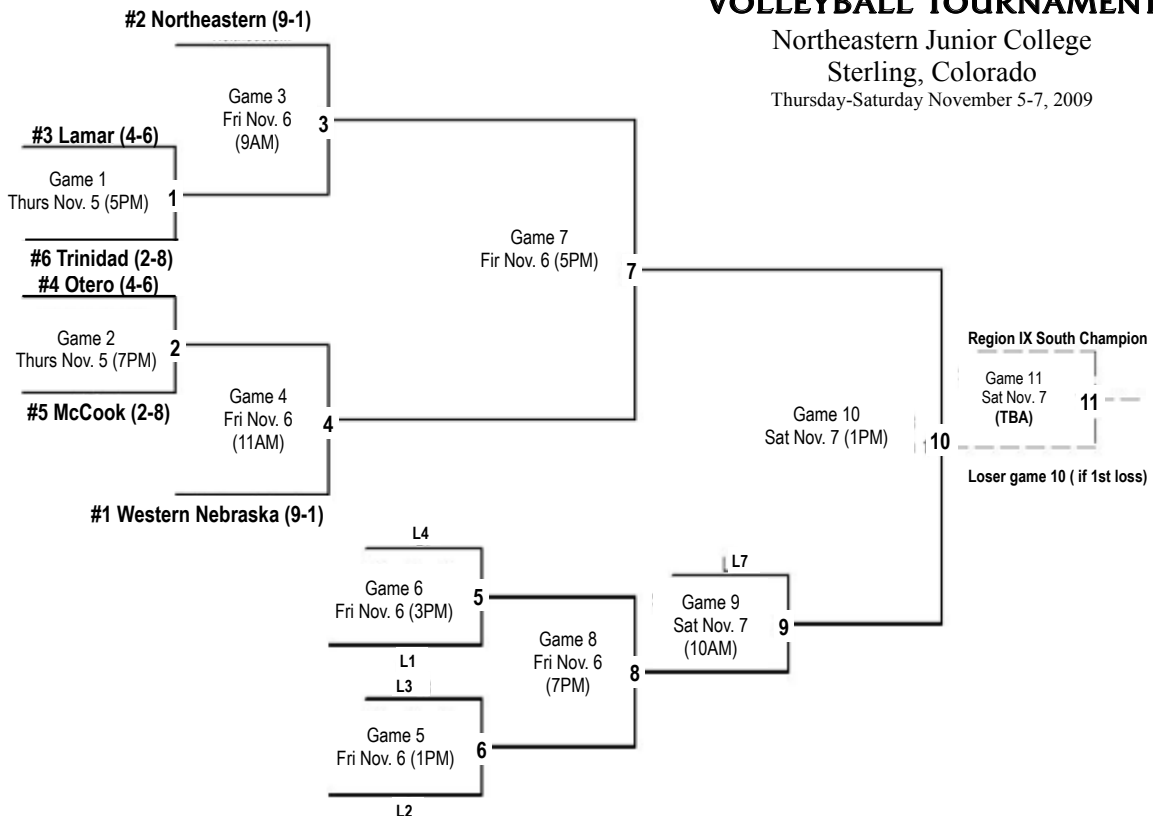 VOLLEYBALL TOURNAMENT
Northeastern Junior College
Sterling, Colorado
Thursday-Saturday November 5-7, 2009
#2 Northeastern (9-1)
Game 3
Fri Nov. 6
(9AM)
3
#3 Lamar (4-6)
Game 1
Thurs Nov. 5 (5PM)
1
#6 Trinidad (2-8)
#4 Otero (4-6)
Game 2
Thurs Nov. 5 (7PM)
2
#5 McCook (2-8)
Game 4
Fri Nov. 6
(11AM)
4
#1 Western Nebraska (9-1)
Game 7
Fir Nov. 6 (5PM)
7
L4
Game 6
Fri Nov. 6 (3PM)
5
L1
L3
Game 5
Fri Nov. 6 (1PM)
6
L2
Game 8
Fri Nov. 6
(7PM)
8
L7
Game 9
Sat Nov. 7
(10AM)
9
Game 10
Sat Nov. 7 (1PM)
10
Region IX South Champion
Game 11
Sat Nov. 7
(TBA)
11
Loser game 10 ( if 1st loss)